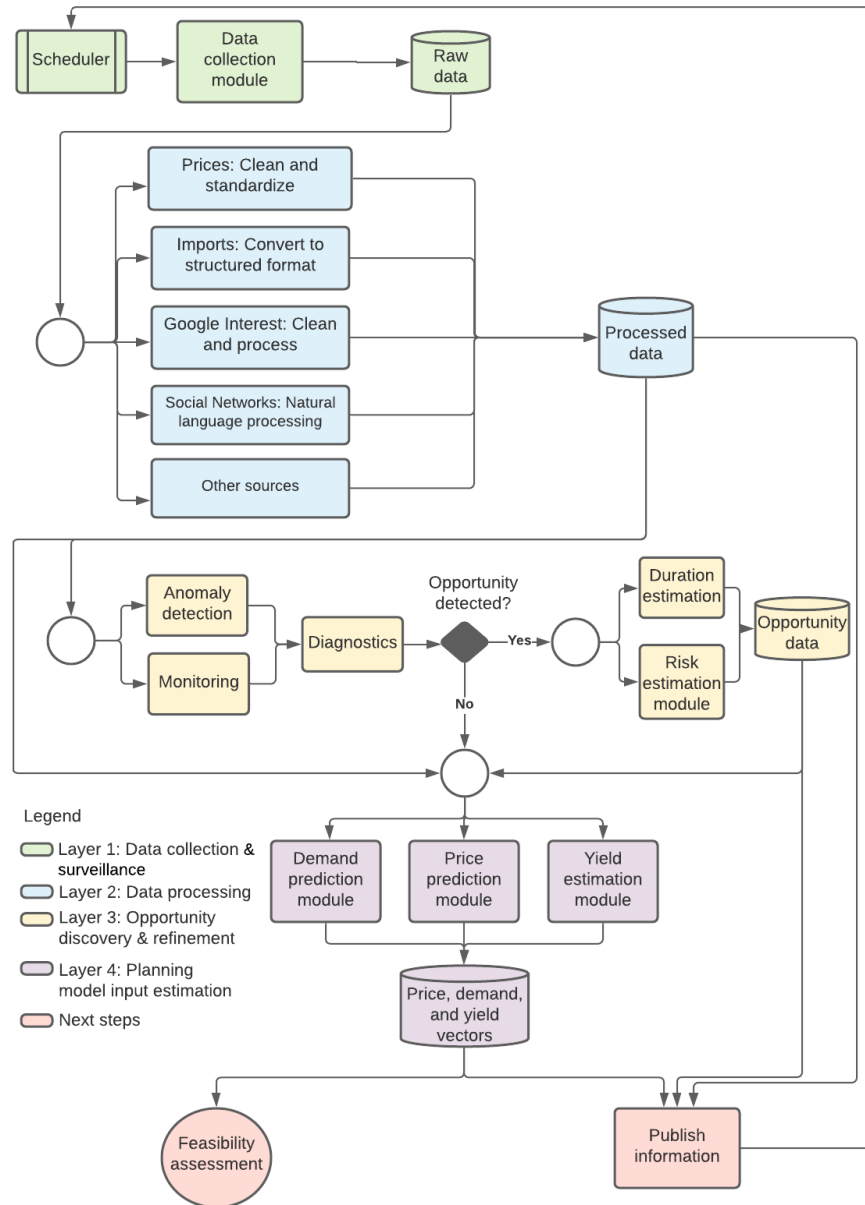 Scheduler
Data
collection
module
Raw
data
Prices: Clean and
standardize
Imports: Convert to
structured format
Google Interest: Clean
and process
Social Networks: Natural
language processing
Other sources
Processed
data
Anomaly
detection
Monitoring
Diagnostics
Opportunity
detected?
Yes
No
Duration
estimation
Risk
estimation
module
Opportunity
data
Legend
Layer 1: Data collection &
surveillance
Layer 2: Data processing
Layer 3: Opportunity
discovery & refinement
Layer 4: Planning
model input estimation
Next steps
Demand
prediction
module
Price
prediction
module
Yield
estimation
module
Price, demand,
and yield
vectors
Feasibility
assessment
Publish
information